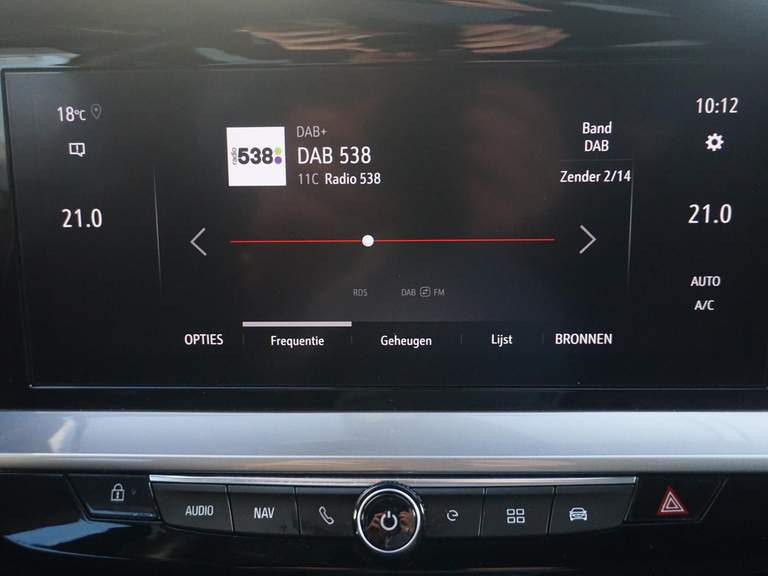 18°C
21.0
radio
538
DAB+
DAB 538
11C Radio 538
Band
DAB
Zender 2/14
10:12
21.0
AUTO
A/C
RDS
DAB FM
OPTIES
Frequentie
Geheugen
Lijst
BRONNEN
AUDIO
NAV